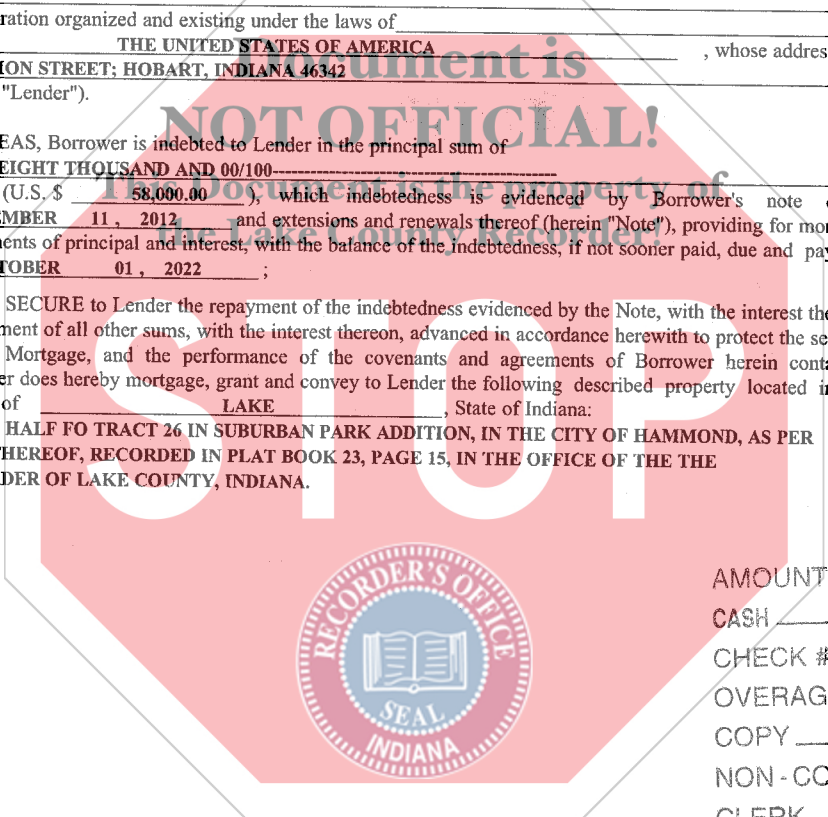 ration organized and existing under the laws of
THE UNITED STATES OF AMERICA , whose addres
ION STREET; HOBART, INDIANA 46342
"Lender").
Document is
NOT OFFICIAL!
This Document is the property of
the Lake County Recorder!
EAS, Borrower is indebted to Lender in the principal sum of
EIGHT THOUSAND AND 00/100------------------------------------------------
(U.S. $ 58,000.00 ), which indebtedness is evidenced by Borrower's note
MBER 11 , 2012 and extensions and renewals thereof (herein "Note"), providing for mo
ents of principal and interest, with the balance of the indebtedness, if not sooner paid, due and pay
TOBER 01 , 2022 ;
SECURE to Lender the repayment of the indebtedness evidenced by the Note, with the interest the
ment of all other sums, with the interest thereon, advanced in accordance herewith to protect the se
Mortgage, and the performance of the covenants and agreements of Borrower herein conta
er does hereby mortgage, grant and convey to Lender the following described property located in
of LAKE , State of Indiana:
HALF FO TRACT 26 IN SUBURBAN PARK ADDITION, IN THE CITY OF HAMMOND, AS PER
HEREOF, RECORDED IN PLAT BOOK 23, PAGE 15, IN THE OFFICE OF THE THE
DER OF LAKE COUNTY, INDIANA.
STOP
RECORDER'S OFFICE
SEAL
INDIANA
AMOUNT
CASH
CHECK #
OVERAG
COPY
NON - CO
CLERK